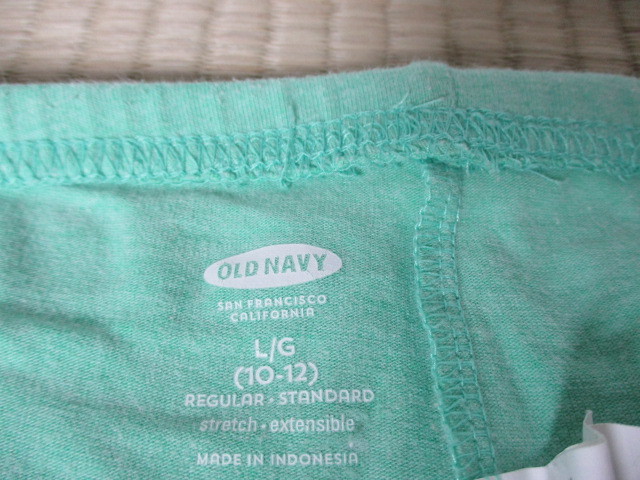 OLD NAVY
SAN FRANCISCO
CALIFORNIA
L/G
(10-12)
REGULAR • STANDARD
stretch • extensible
MADE IN INDONESIA